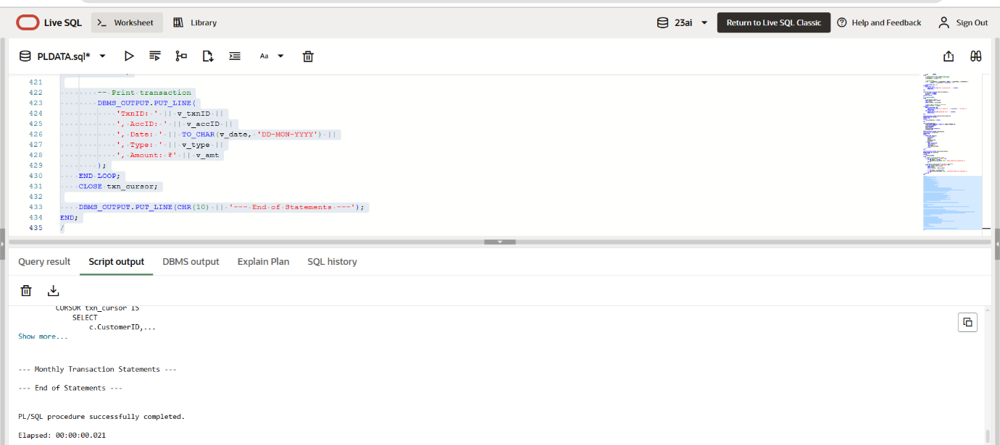 Live SQL
Worksheet
Library
23ai
Return to Live SQL Classic
Help and Feedback
Sign Out
PLDATA.sql*
Aa
421
422 -- Print transaction
423 DBMS_OUTPUT.PUT_LINE(
424 'TxnID: ' || v_txnID ||
425 ', AccID: ' || v_accID ||
426 ', Date: ' || TO_CHAR(v_date, 'DD-MON-YYYY') ||
427 ', Type: ' || v_type ||
428 ', Amount: ₹' || v_amt
429 );
430 END LOOP;
431 CLOSE txn_cursor;
432
433 DBMS_OUTPUT.PUT_LINE(CHR(10) || '--- End of Statements ---');
434 END;
435 /
Query result
Script output
DBMS output
Explain Plan
SQL history
CURSOR txn_cursor IS
SELECT
c.CustomerID,...
Show more...
--- Monthly Transaction Statements ---
--- End of Statements ---
PL/SQL procedure successfully completed.
Elapsed: 00:00:00.021